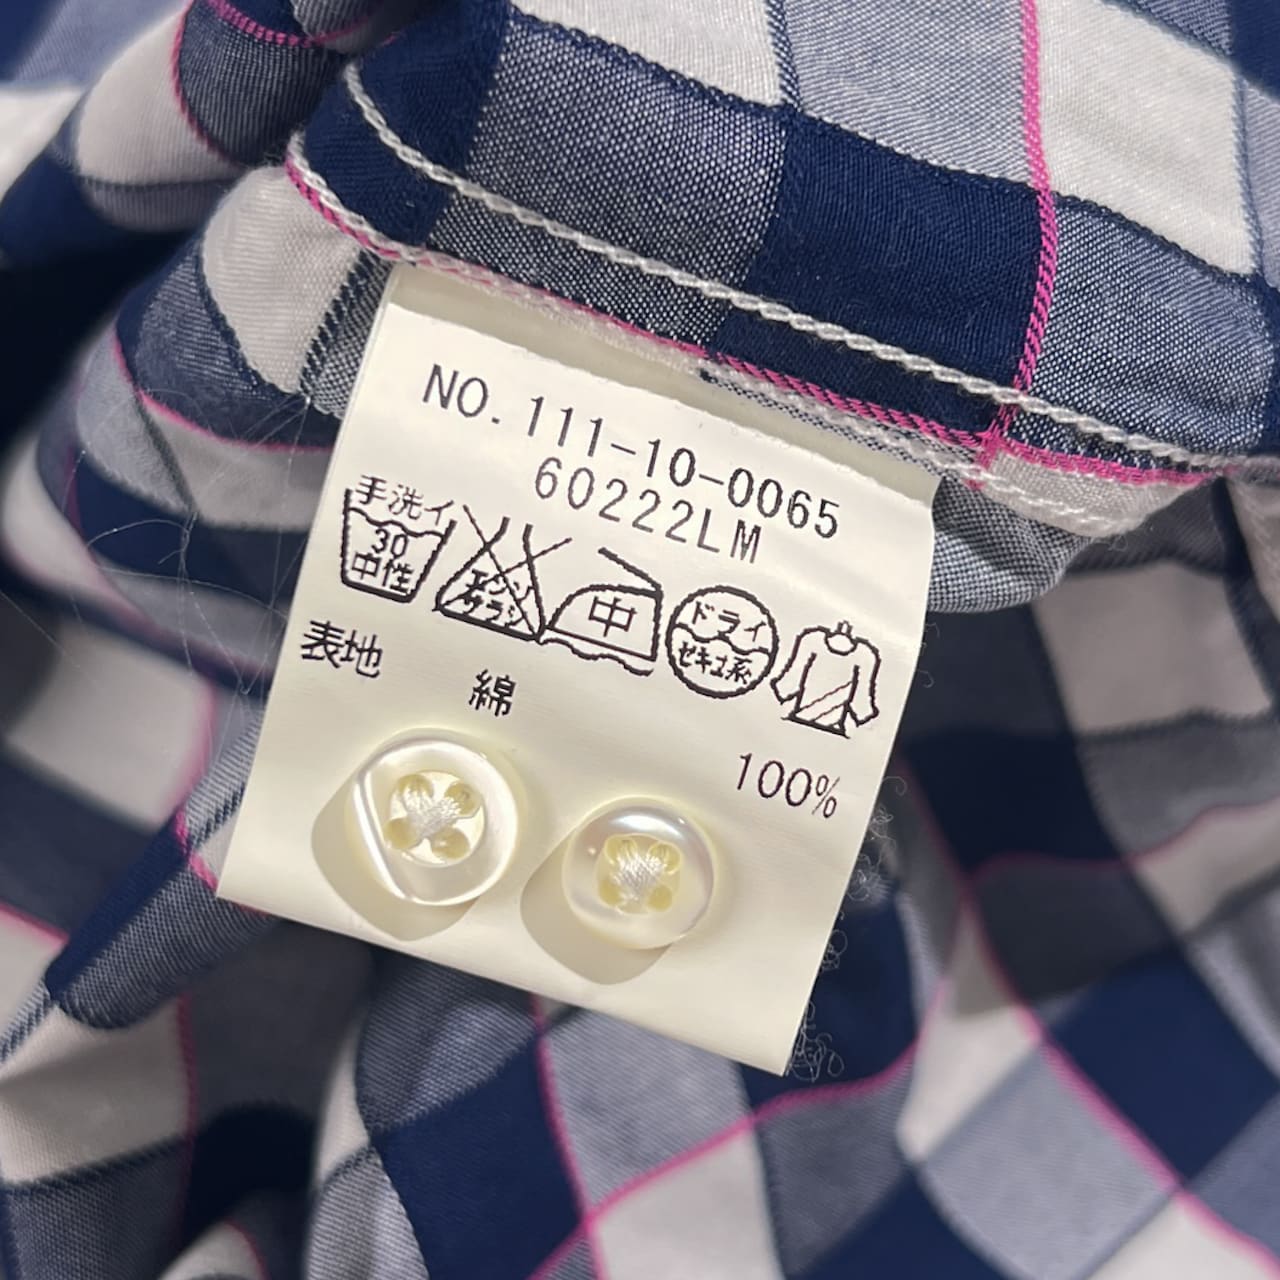 NO.111-10-0065
60222LM
手洗イ
30
中性
エンソ
サラシ
中
ドライ
セキユ系
表地
綿
100%